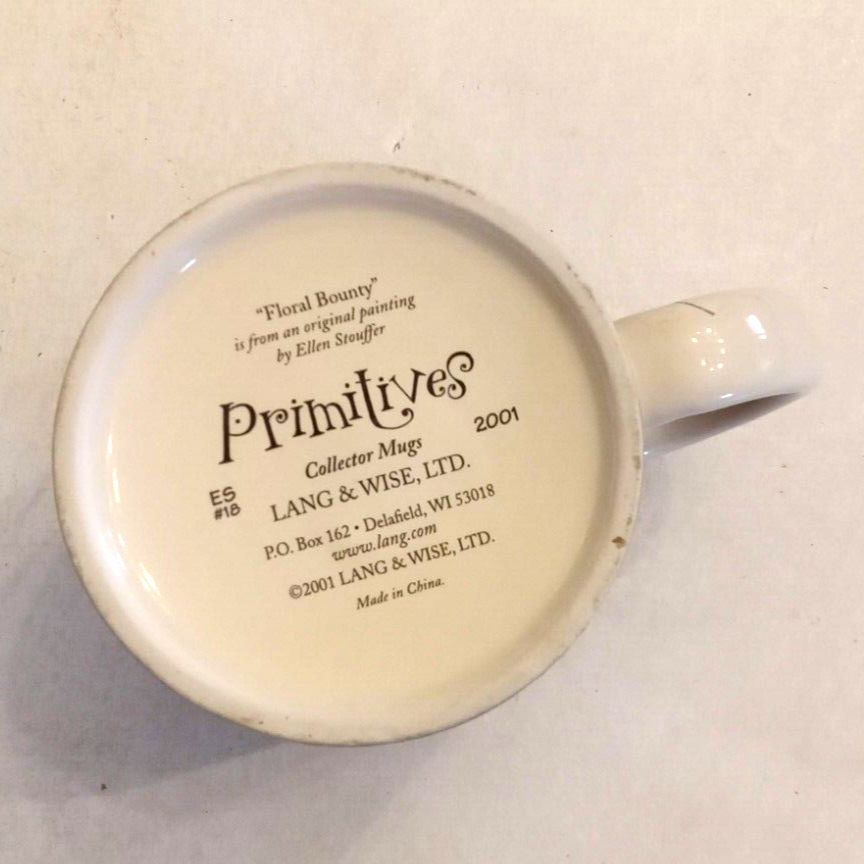 “Floral Bounty”
is from an original painting
by Ellen Stouffer
Primitives
2001
Collector Mugs
ES
#18
LANG & WISE, LTD.
P.O. Box 162 • Delafield, WI 53018
www.lang.com
©2001 LANG & WISE, LTD.
Made in China.